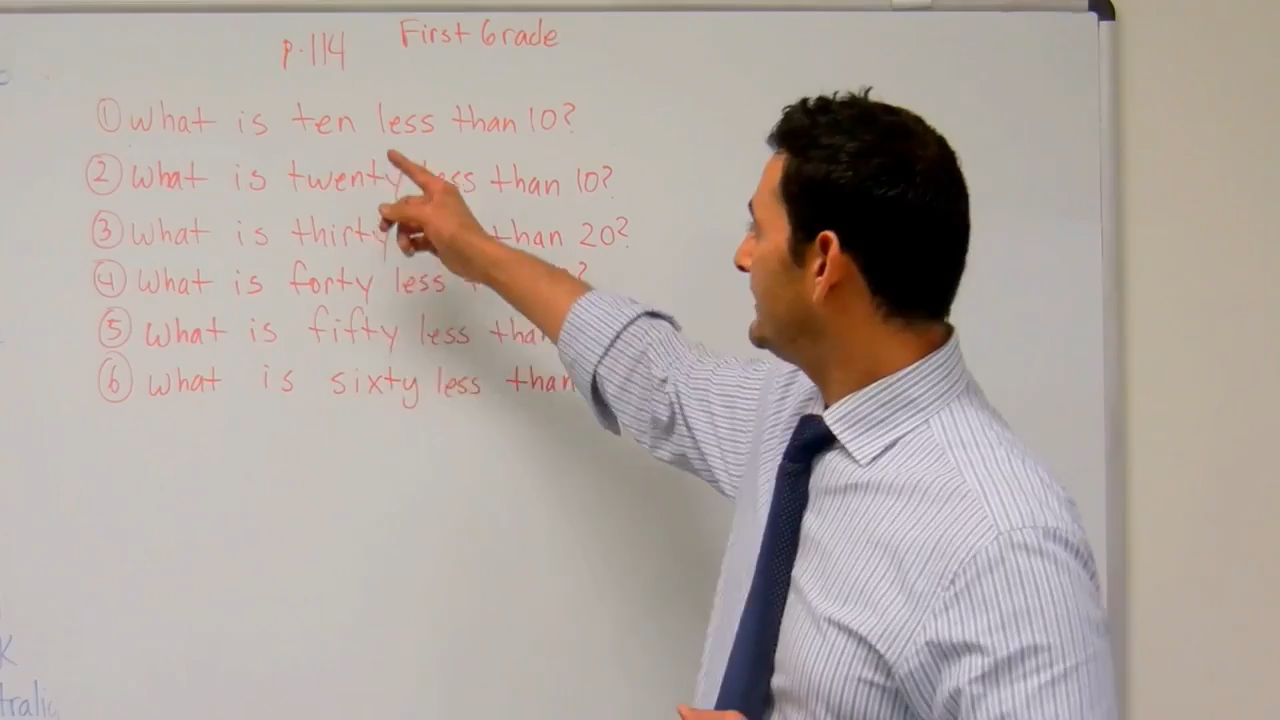 p.114 First Grade
① What is ten less than 10?
② What is twenty less than 10?
③ What is thirty than 20?
④ What is forty less ?
⑤ What is fifty less than
⑥ What is sixty less than